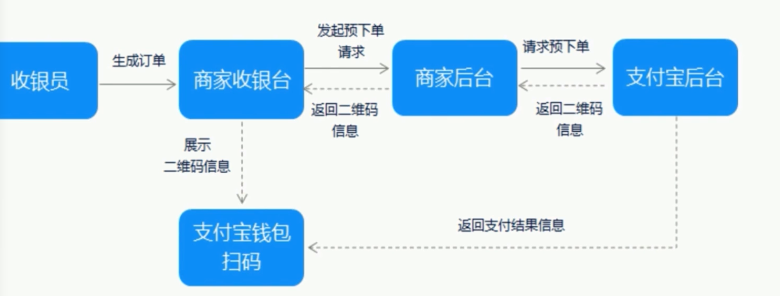 发起预下单
请求
生成订单
请求预下单
收银员
商家收银台
商家后台
支付宝后台
返回二维码
信息
返回二维码
信息
展示
二维码信息
支付宝钱包
扫码
返回支付结果信息